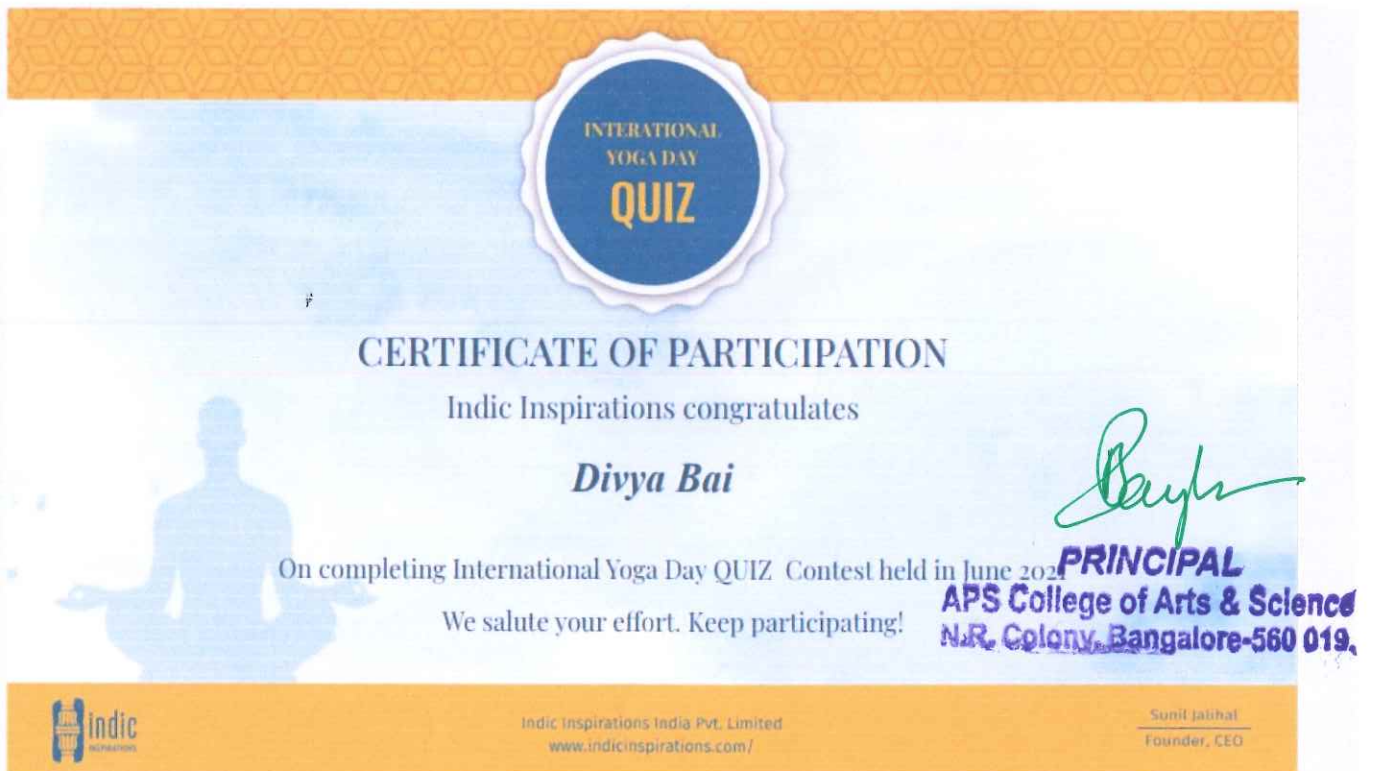 INTERATIONAL
YOGA DAY
QUIZ
CERTIFICATE OF PARTICIPATION
Indic Inspirations congratulates
Divya Bai
On completing International Yoga Day QUIZ Contest held in June
We salute your effort. Keep participating!
PRINCIPAL
APS College of Arts & Science
N.R. Colony, Bangalore-560 019.
indic
INSPIRATIONS
Indic Inspirations India Pvt. Limited
www.indicinspirations.com/
Sunil Jalihal
Founder, CEO